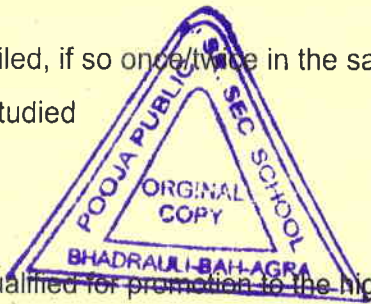 iled, if so once/twice in the sa
tudied
POOJA PUBLIC SR. SEC SCHOOL
ORGINAL
COPY
BHADRAULI-BAH-AGRA
ualified for promotion to the hig